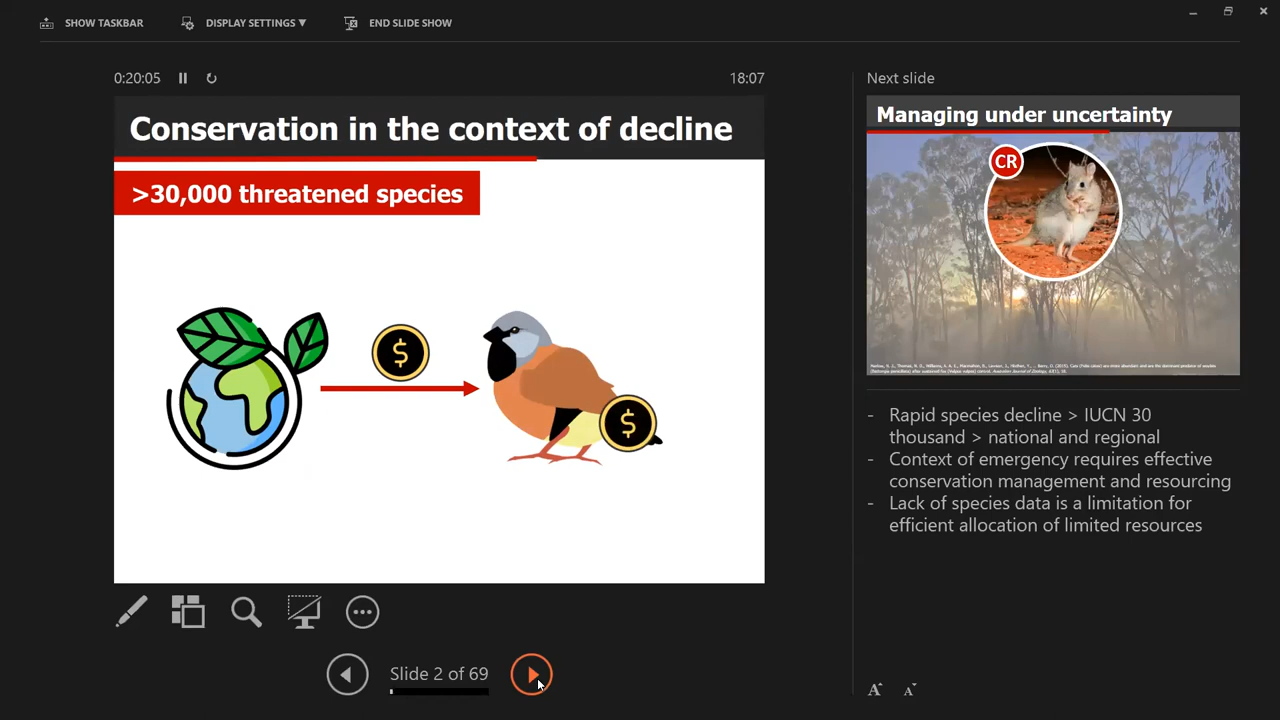 SHOW TASKBAR
DISPLAY SETTINGS ▼
END SLIDE SHOW
0:20:05
18:07
Conservation in the context of decline
>30,000 threatened species
$
$
Slide 2 of 69
Next slide
Managing under uncertainty
CR
- Rapid species decline > IUCN 30
thousand > national and regional
- Context of emergency requires effective
conservation management and resourcing
- Lack of species data is a limitation for
efficient allocation of limited resources
A A